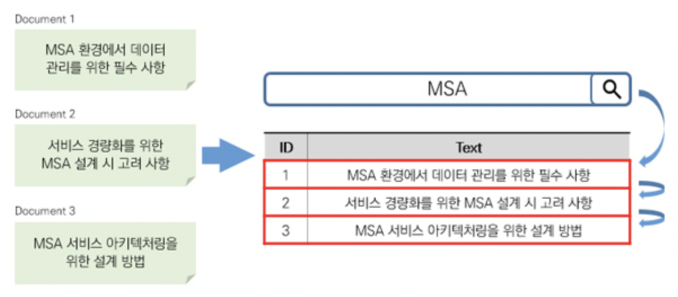 Document 1
MSA 환경에서 데이터
관리를 위한 필수 사항
Document 2
서비스 경량화를 위한
MSA 설계 시 고려 사항
Document 3
MSA 서비스 아키텍처링을
위한 설계 방법
MSA
ID Text
1 MSA 환경에서 데이터 관리를 위한 필수 사항
2 서비스 경량화를 위한 MSA 설계 시 고려 사항
3 MSA 서비스 아키텍처링을 위한 설계 방법